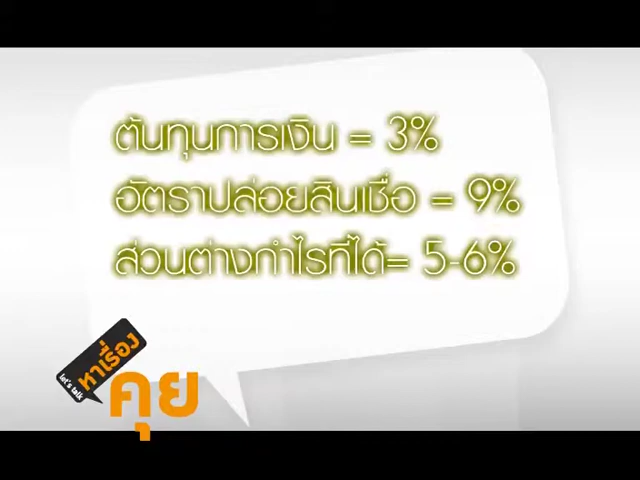 ต้นทุนการเงิน = 3%
อัตราปล่อยสินเชื่อ = 9%
ส่วนต่างกำไรที่ได้= 5-6%
หาเรื่อง
let's talk
คุย